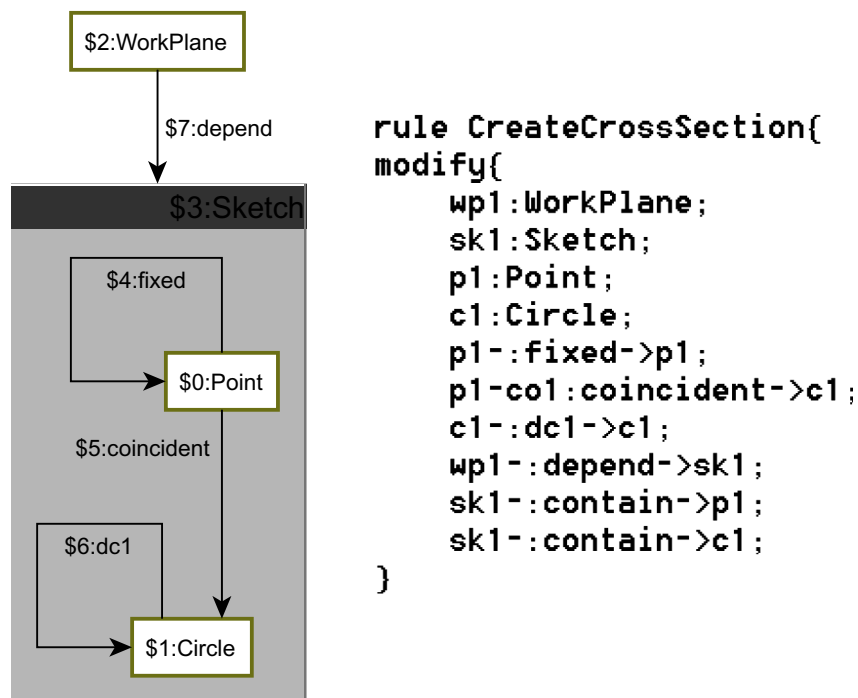 $2:WorkPlane
$7:depend
$3:Sketch
$4:fixed
$0:Point
$5:coincident
$6:dc1
$1:Circle
rule CreateCrossSection{
modify{
wp1:WorkPlane;
sk1:Sketch;
p1:Point;
c1:Circle;
p1-:fixed->p1;
p1-co1:coincident->c1;
c1-:dc1->c1;
wp1-:depend->sk1;
sk1-:contain->p1;
sk1-:contain->c1;
}